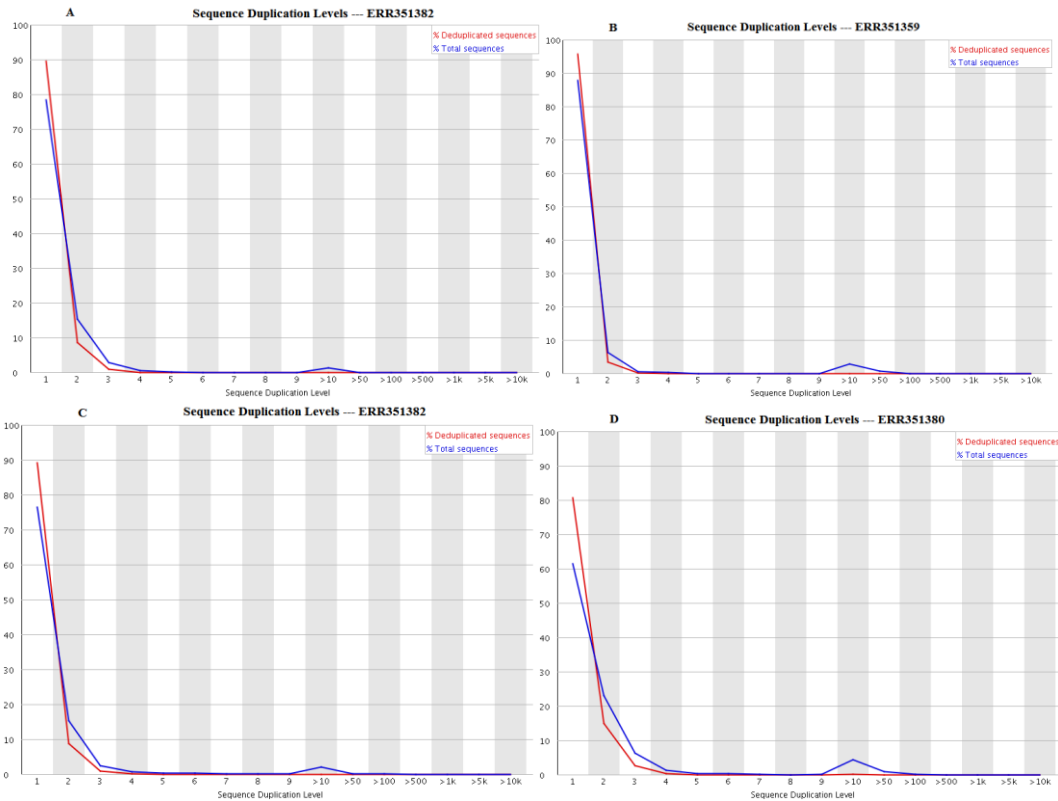 A
Sequence Duplication Levels --- ERR351382
% Deduplicated sequences
% Total sequences
100
90
80
70
60
50
40
30
20
10
0
1 2 3 4 5 6 7 8 9 >10 >50 >100 >500 >1k >5k >10k
Sequence Duplication Level
B
Sequence Duplication Levels --- ERR351359
% Deduplicated sequences
% Total sequences
100
90
80
70
60
50
40
30
20
10
0
1 2 3 4 5 6 7 8 9 >10 >50 >100 >500 >1k >5k >10k
Sequence Duplication Level
C
Sequence Duplication Levels --- ERR351382
% Deduplicated sequences
% Total sequences
100
90
80
70
60
50
40
30
20
10
0
1 2 3 4 5 6 7 8 9 >10 >50 >100 >500 >1k >5k >10k
Sequence Duplication Level
D
Sequence Duplication Levels --- ERR351380
% Deduplicated sequences
% Total sequences
100
90
80
70
60
50
40
30
20
10
0
1 2 3 4 5 6 7 8 9 >10 >50 >100 >500 >1k >5k >10k
Sequence Duplication Level